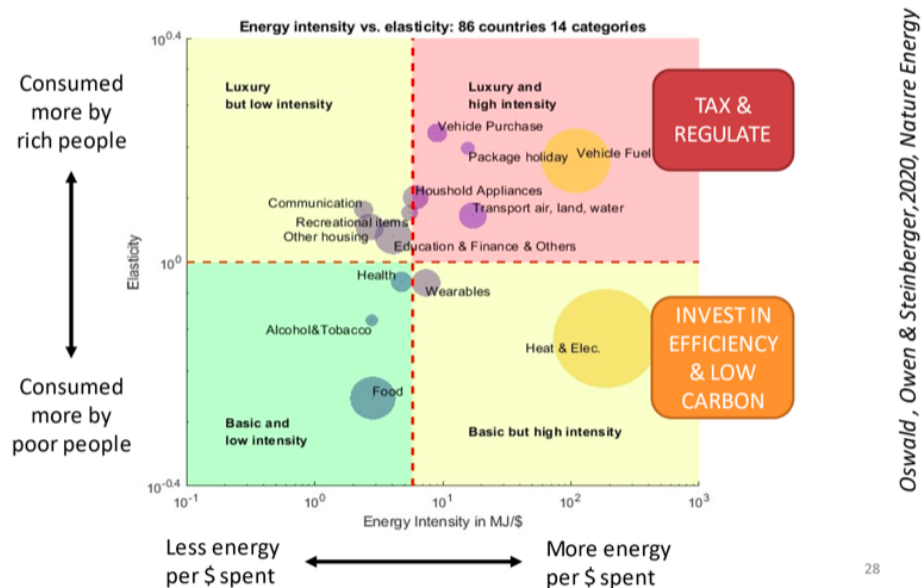 Energy intensity vs. elasticity: 86 countries 14 categories
10^0.4
10^0
10^-0.4
Elasticity
Consumed
more by
rich people
Consumed
more by
poor people
Luxury
but low intensity
Luxury and
high intensity
Vehicle Purchase
Package holiday
Vehicle Fuel
Houshold Appliances
Transport air, land, water
Communication
Recreational items
Other housing
Education & Finance & Others
Health
Wearables
Alcohol&Tobacco
Heat & Elec.
Food
Basic and
low intensity
Basic but high intensity
TAX &
REGULATE
INVEST IN
EFFICIENCY
& LOW
CARBON
10^-1
10^0
10^1
10^2
10^3
Energy Intensity in MJ/$
Less energy
per $ spent
More energy
per $ spent
Oswald , Owen & Steinberger,2020, Nature Energy
28